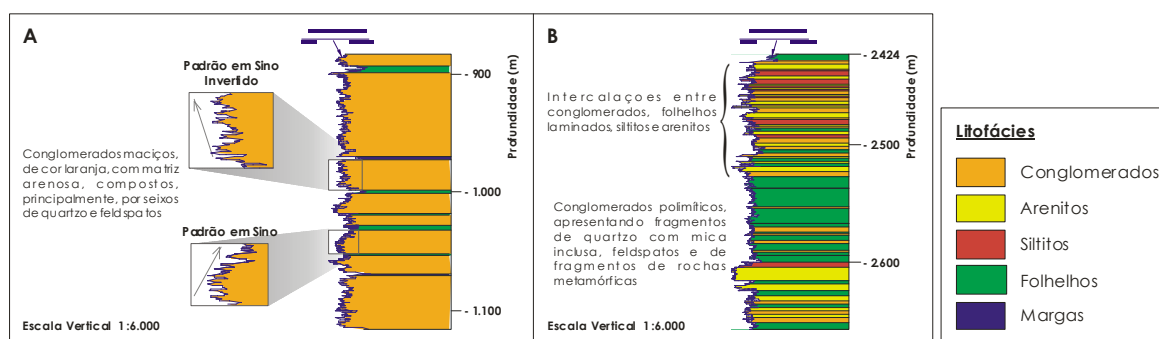 A
Padrão em Sino
Invertido
Conglomerados maciços,
de cor laranja, com matriz
arenosa, compostos,
principalmente, por seixos
de quartzo e feldspatos
Padrão em Sino
Escala Vertical 1:6.000
- 900
Profundidade (m)
- 1.000
- 1.100
B
Intercalaçoes entre
conglomerados, folhelhos
laminados, siltitos e arenitos
Conglomerados polimíticos,
apresentando fragmentos
de quartzo com mica
inclusa, feldspatos e de
fragmentos de rochas
metamórficas
Escala Vertical 1:6.000
- 2424
Profundidade (m)
- 2.500
- 2.600
Litofácies
Conglomerados
Arenitos
Siltitos
Folhelhos
Margas